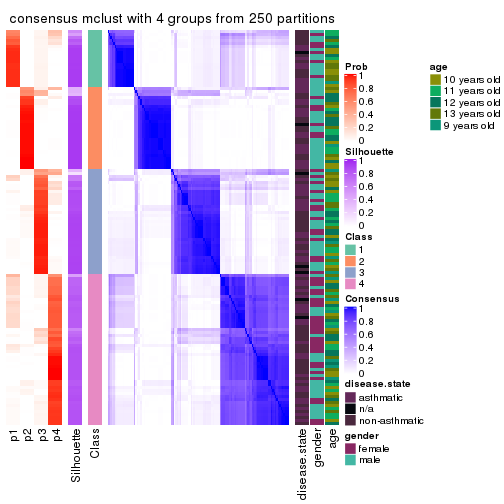 consensus mclust with 4 groups from 250 partitions
p1
p2
p3
p4
Silhouette
Class
disease.state
gender
age
Prob
1
0.8
0.6
0.4
0.2
0
Silhouette
1
0.8
0.6
0.4
0.2
0
Class
1
2
3
4
Consensus
1
0.8
0.6
0.4
0.2
0
disease.state
asthmatic
n/a
non-asthmatic
gender
female
male
age
10 years old
11 years old
12 years old
13 years old
9 years old